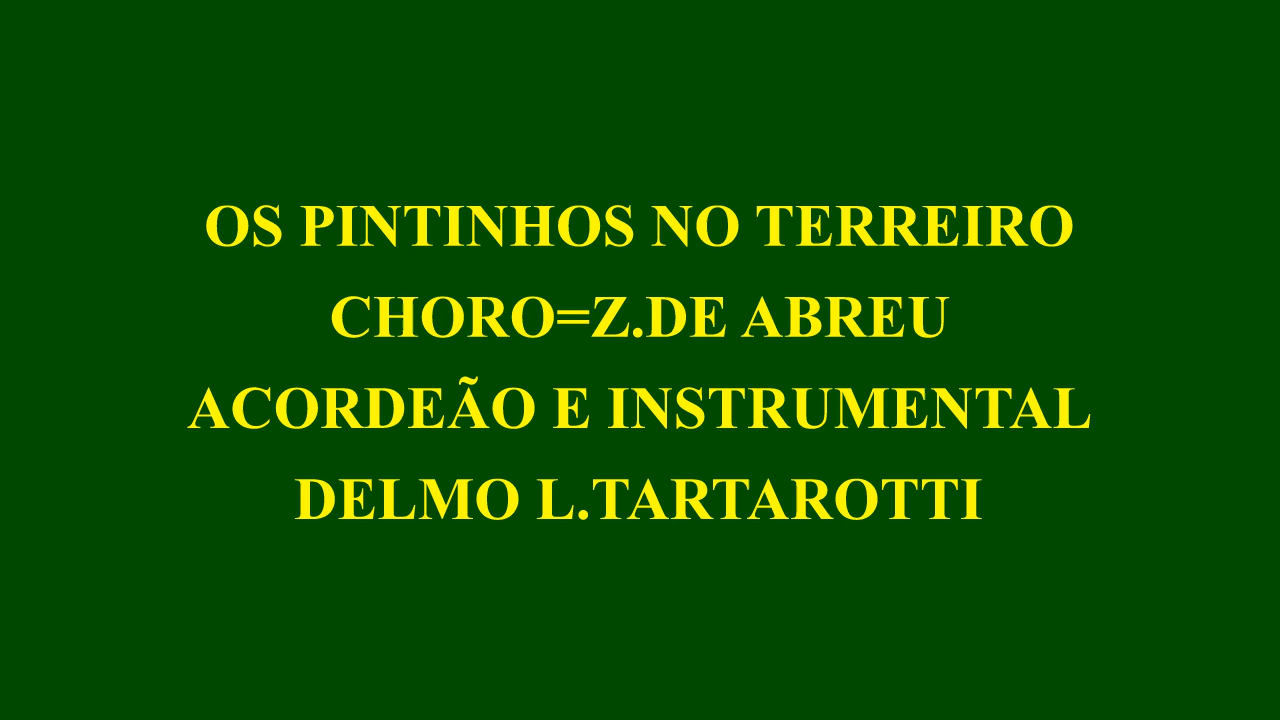 OS PINTINHOS NO TERREIRO
CHORO=Z.DE ABREU
ACORDEÃO E INSTRUMENTAL
DELMO L.TARTAROTTI